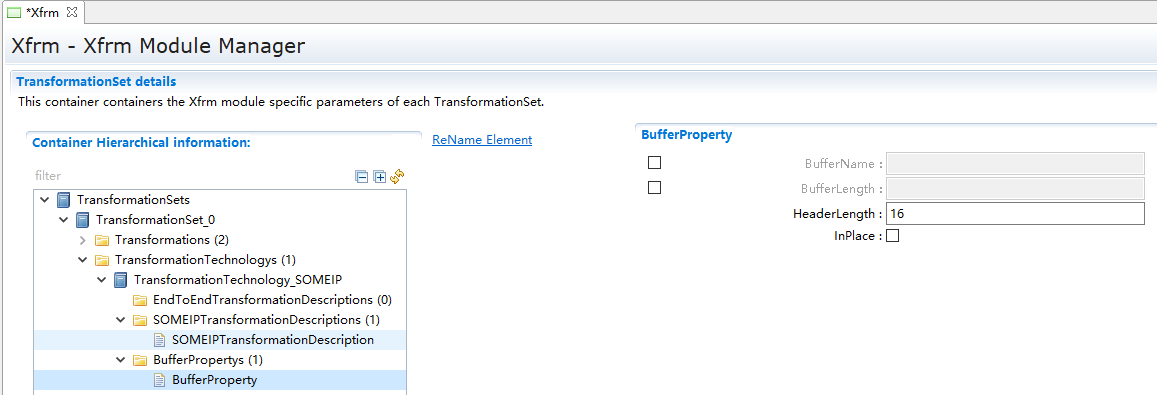 *Xfrm
Xfrm - Xfrm Module Manager
TransformationSet details
This container containers the Xfrm module specific parameters of each TransformationSet.
Container Hierarchical information:
ReName Element
filter
TransformationSets
TransformationSet_0
Transformations (2)
TransformationTechnologys (1)
TransformationTechnology_SOMEIP
EndToEndTransformationDescriptions (0)
SOMEIPTransformationDescriptions (1)
SOMEIPTransformationDescription
BufferPropertys (1)
BufferProperty
BufferProperty
BufferName :
BufferLength :
HeaderLength : 16
InPlace :